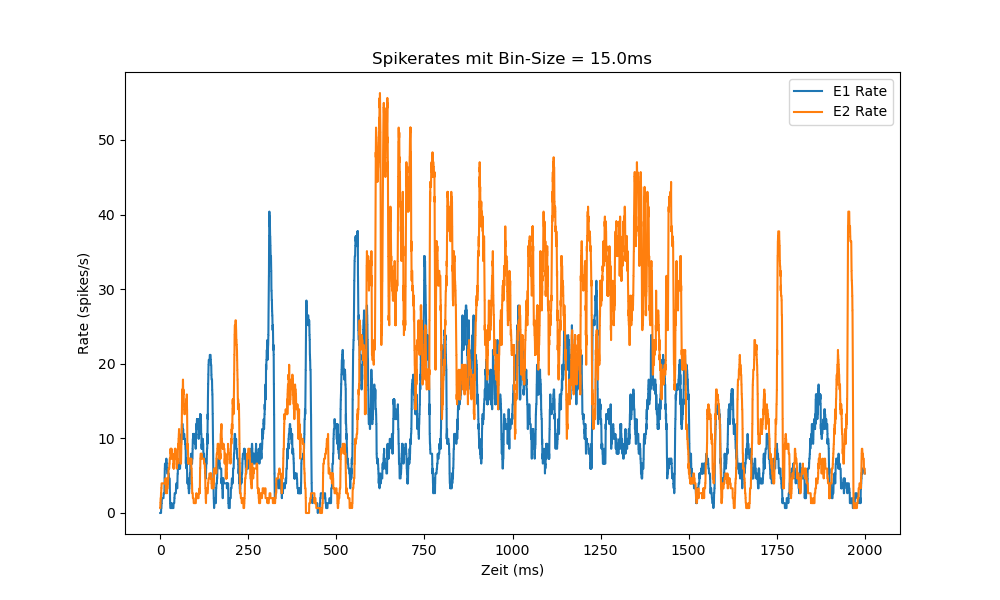 Spikerates mit Bin-Size = 15.0ms
E1 Rate
E2 Rate
Rate (spikes/s)
50
40
30
20
10
0
0 250 500 750 1000 1250 1500 1750 2000
Zeit (ms)